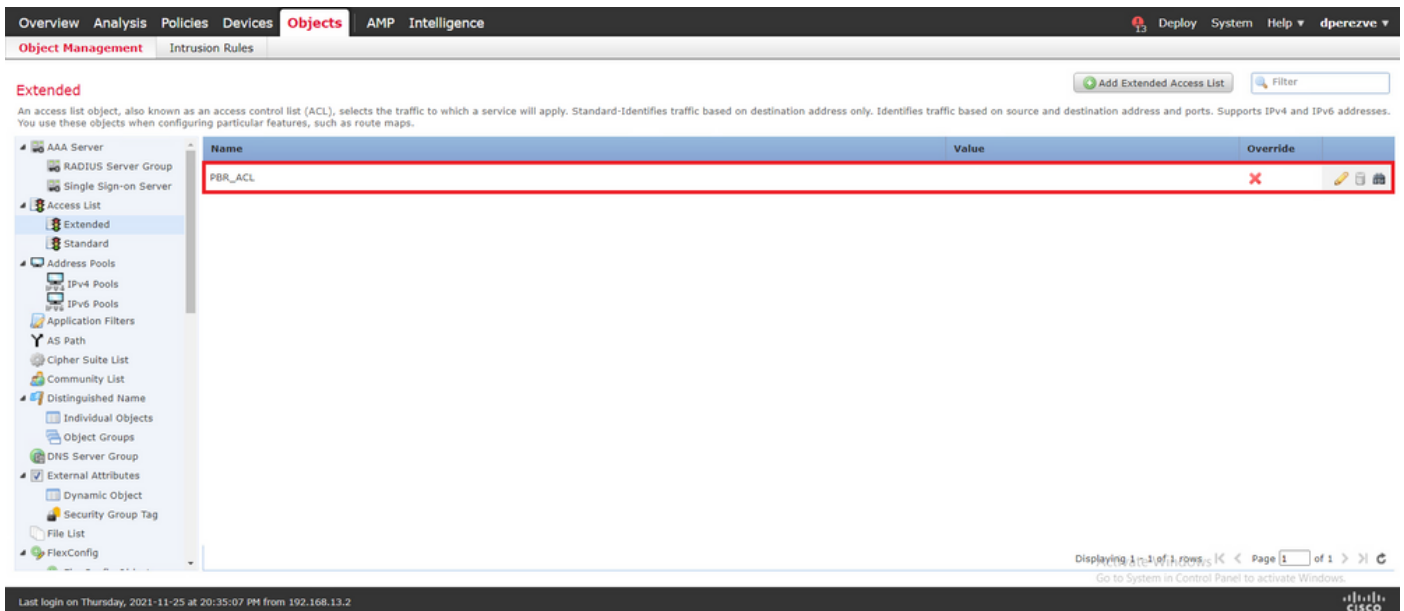 Overview Analysis Policies Devices Objects AMP Intelligence
13 Deploy System Help dperezve
Object Management Intrusion Rules
Extended
Add Extended Access List
Filter
An access list object, also known as an access control list (ACL), selects the traffic to which a service will apply. Standard-Identifies traffic based on destination address only. Identifies traffic based on source and destination address and ports. Supports IPv4 and IPv6 addresses.
You use these objects when configuring particular features, such as route maps.
AAA Server
RADIUS Server Group
Single Sign-on Server
Access List
Extended
Standard
Address Pools
IPv4 Pools
IPv6 Pools
Application Filters
AS Path
Cipher Suite List
Community List
Distinguished Name
Individual Objects
Object Groups
DNS Server Group
External Attributes
Dynamic Object
Security Group Tag
File List
FlexConfig
Name Value Override
PBR_ACL
Displaying 1 - 1 of 1 rows Page 1 of 1
Activate Windows
Go to System in Control Panel to activate Windows.
Last login on Thursday, 2021-11-25 at 20:35:07 PM from 192.168.13.2
CISCO